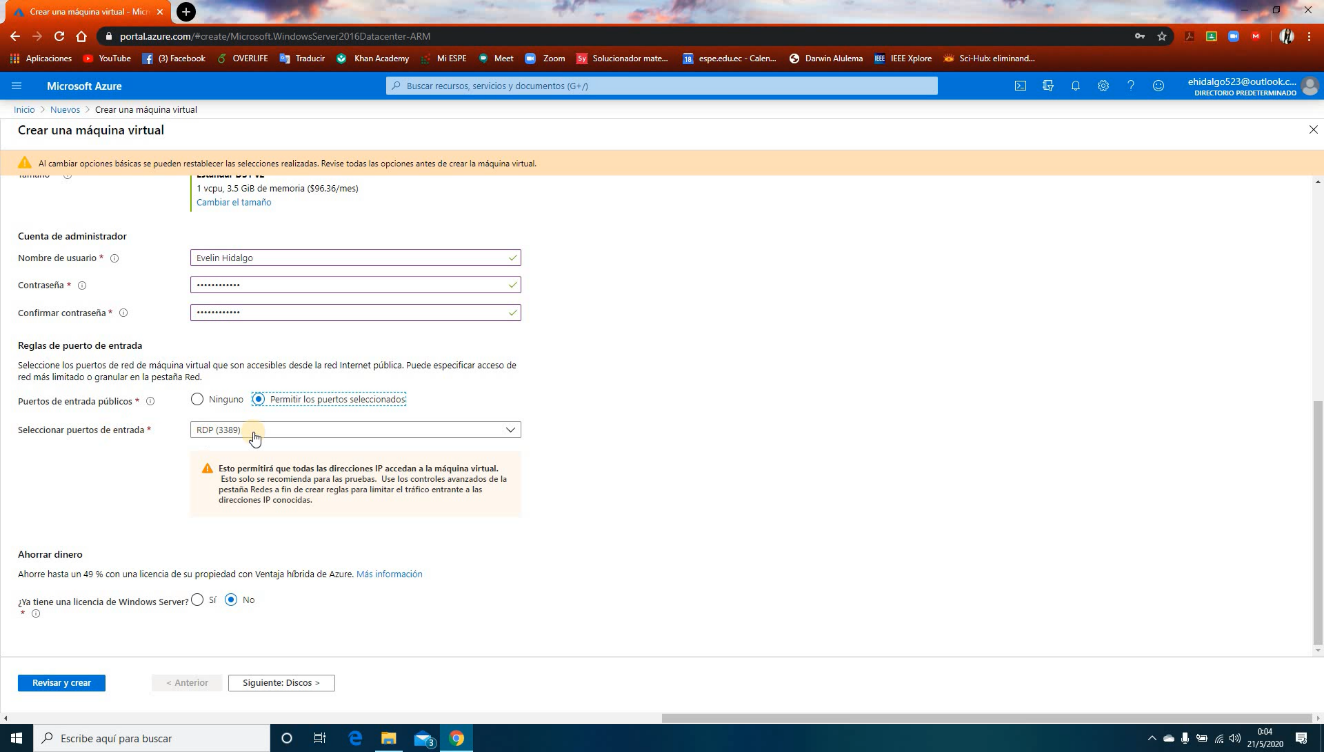 Crear una máquina virtual - Micr
portal.azure.com/#create/Microsoft.WindowsServer2016Datacenter-ARM
Aplicaciones YouTube (3) Facebook OVERLIFE Traducir Khan Academy Mi ESPE Meet Zoom Solucionador mate... espe.edu.ec - Calen... Darwin Alulema IEEE Xplore Sci-Hub: eliminand...
Microsoft Azure
Buscar recursos, servicios y documentos (G+/)
ehidalgo523@outlook.c...
DIRECTORIO PREDETERMINADO
Inicio > Nuevos > Crear una máquina virtual
Crear una máquina virtual
Al cambiar opciones básicas se pueden restablecer las selecciones realizadas. Revise todas las opciones antes de crear la máquina virtual.
1 vcpu, 3.5 GiB de memoria ($96.36/mes)
Cambiar el tamaño
Cuenta de administrador
Nombre de usuario *
Evelin Hidalgo
Contraseña *
Confirmar contraseña *
Reglas de puerto de entrada
Seleccione los puertos de red de máquina virtual que son accesibles desde la red Internet pública. Puede especificar acceso de
red más limitado o granular en la pestaña Red.
Puertos de entrada públicos * Ninguno Permitir los puertos seleccionados
Seleccionar puertos de entrada * RDP (3389)
Esto permitirá que todas las direcciones IP accedan a la máquina virtual.
Esto solo se recomienda para las pruebas. Use los controles avanzados de la
pestaña Redes a fin de crear reglas para limitar el tráfico entrante a las
direcciones IP conocidas.
Ahorrar dinero
Ahorre hasta un 49 % con una licencia de su propiedad con Ventaja híbrida de Azure. Más información
¿Ya tiene una licencia de Windows Server? Sí No
*
Revisar y crear < Anterior Siguiente: Discos >
Escribe aquí para buscar
3
0:04
21/5/2020